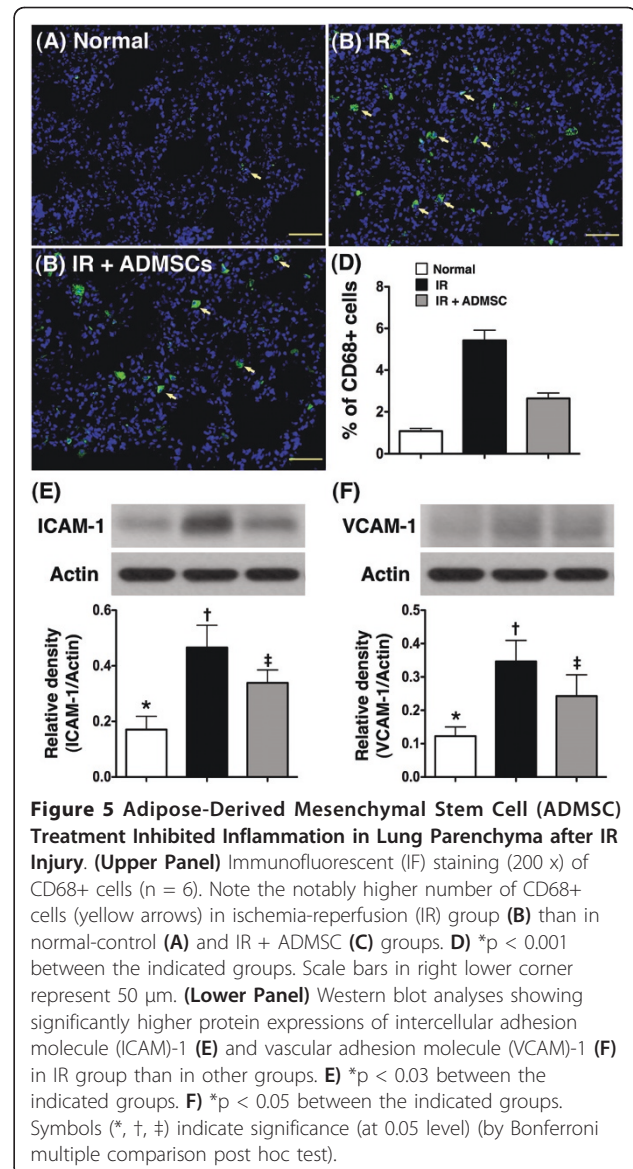 (A) Normal
(B) IR
(B) IR + ADMSCs
(D)
Normal
IR
IR + ADMSC
% of CD68+ cells
8
6
4
2
0
(E)
ICAM-1
Actin
Relative density
(ICAM-1/Actin)
0.6
0.4
0.2
0.0
*
†
‡
(F)
VCAM-1
Actin
Relative density
(VCAM-1/Actin)
0.5
0.4
0.3
0.2
0.1
0.0
*
†
‡
Figure 5 Adipose-Derived Mesenchymal Stem Cell (ADMSC)
Treatment Inhibited Inflammation in Lung Parenchyma after IR
Injury. (Upper Panel) Immunofluorescent (IF) staining (200 x) of
CD68+ cells (n = 6). Note the notably higher number of CD68+
cells (yellow arrows) in ischemia-reperfusion (IR) group (B) than in
normal-control (A) and IR + ADMSC (C) groups. D) *p < 0.001
between the indicated groups. Scale bars in right lower corner
represent 50 μm. (Lower Panel) Western blot analyses showing
significantly higher protein expressions of intercellular adhesion
molecule (ICAM)-1 (E) and vascular adhesion molecule (VCAM)-1 (F)
in IR group than in other groups. E) *p < 0.03 between the
indicated groups. F) *p < 0.05 between the indicated groups.
Symbols (*, †, ‡) indicate significance (at 0.05 level) (by Bonferroni
multiple comparison post hoc test).